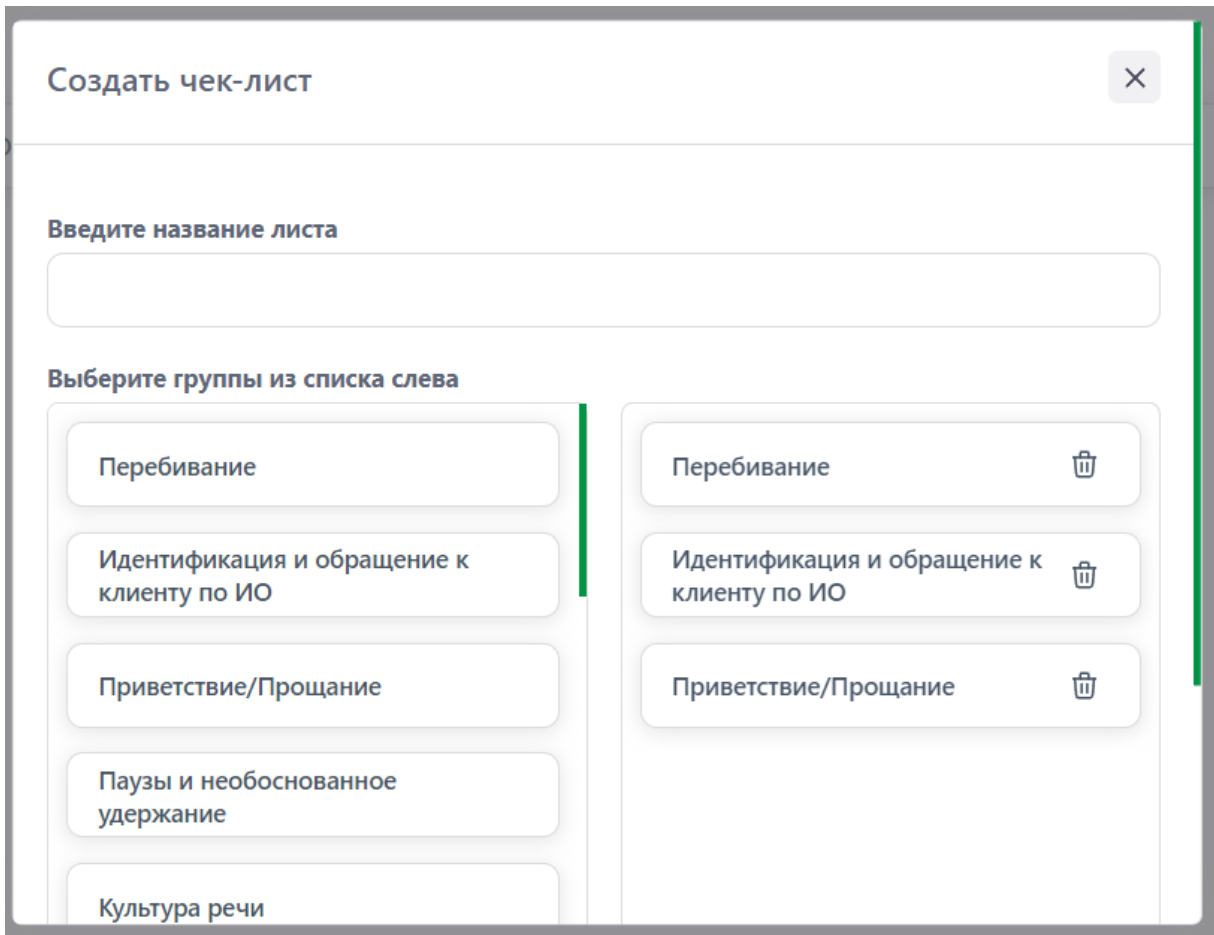 Создать чек-лист
Введите название листа
Выберите группы из списка слева
Перебивание
Идентификация и обращение к
клиенту по ИО
Приветствие/Прощание
Паузы и необоснованное
удержание
Культура речи
Перебивание
Идентификация и обращение к
клиенту по ИО
Приветствие/Прощание